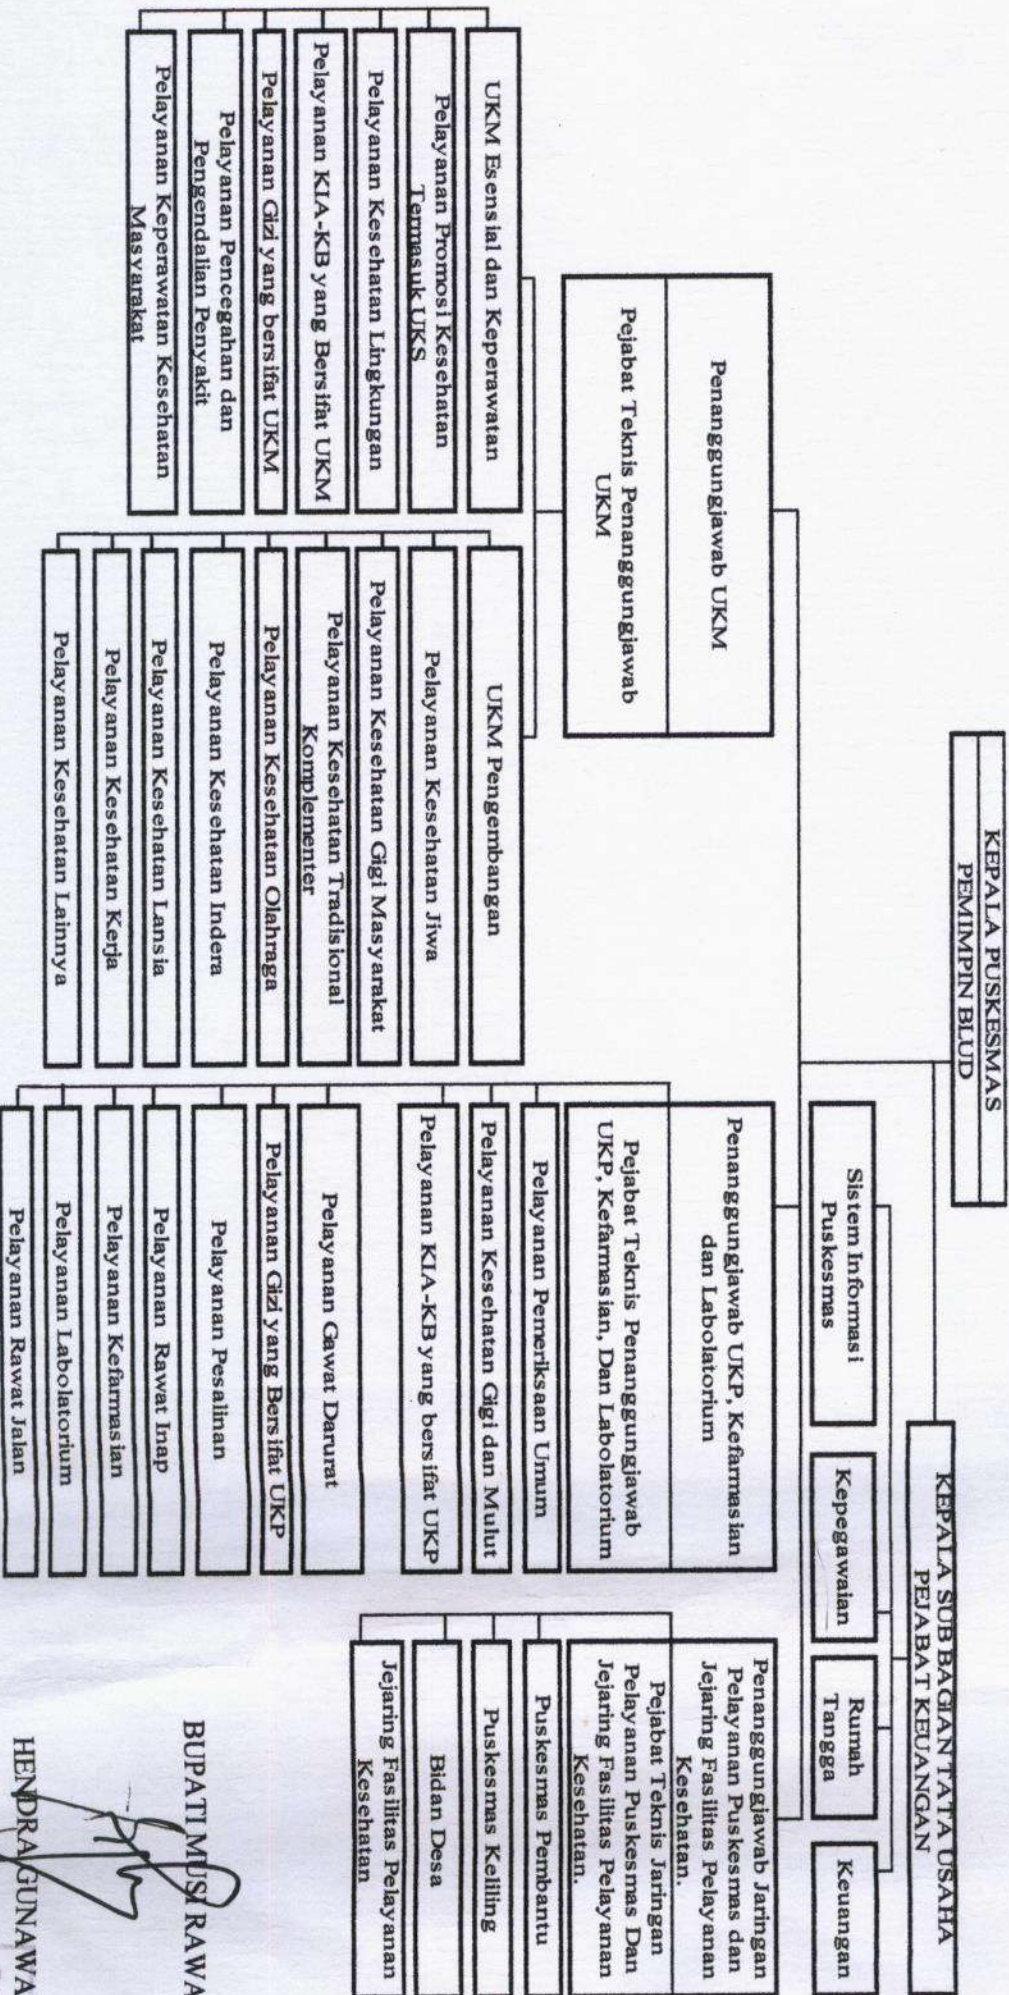 KEPALA PUSKESMAS
PEMIMPIN BLUD
KEPALA SUB BAGIAN TATA USAHA
PEJABAT KEUANGAN
Sistem Informasi
Puskesmas
Kepegawaian
Rumah
Tangga
Keuangan
Penanggungjawab UKM
Pejabat Teknis Penanggungjawab
UKM
UKM Esensial dan Keperawatan
Pelayanan Promosi Kesehatan
Termasuk UKS
Pelayanan Kesehatan Lingkungan
Pelayanan KIA-KB yang Bersifat UKM
Pelayanan Gizi yang bersifat UKM
Pelayanan Pencegahan dan
Pengendalian Penyakit
Pelayanan Keperawatan Kesehatan
Masyarakat
UKM Pengembangan
Pelayanan Kesehatan Jiwa
Pelayanan Kesehatan Gigi Masyarakat
Pelayanan Kesehatan Tradisional
Komplementer
Pelayanan Kesehatan Olahraga
Pelayanan Kesehatan Indera
Pelayanan Kesehatan Lansia
Pelayanan Kesehatan Kerja
Pelayanan Kesehatan Lainnya
Penanggungjawab UKP, Kefarmasian
dan Labolatorium
Pejabat Teknis Penanggungjawab
UKP, Kefarmasian, Dan Labolatorium
Pelayanan Pemeriksaan Umum
Pelayanan Kesehatan Gigi dan Mulut
Pelayanan KIA-KB yang bersifat UKP
Pelayanan Gawat Darurat
Pelayanan Gizi yang Bersifat UKP
Pelayanan Pesalinan
Pelayanan Rawat Inap
Pelayanan Kefarmasian
Pelayanan Labolatorium
Pelayanan Rawat Jalan
Penanggungjawab Jaringan
Pelayanan Puskesmas dan
Jejaring Fasilitas Pelayanan
Kesehatan.
Pejabat Teknis Jaringan
Pelayanan Puskesmas Dan
Jejaring Fasilitas Pelayanan
Kesehatan.
Puskesmas Pembantu
Puskesmas Keliling
Bidan Desa
Jejaring Fasilitas Pelayanan
Kesehatan
BUPATI MUSI RAWA
HENDRA GUNAWA